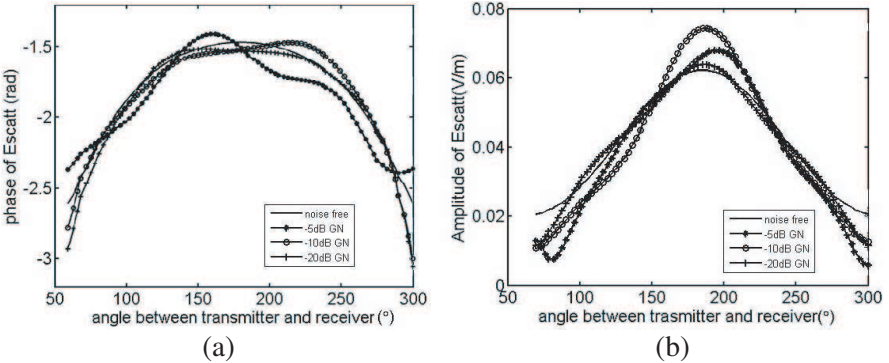 -1.5
-2
-2.5
-3
phase of Escatt (rad)
noise free
-5dB GN
-10dB GN
-20dB GN
50 100 150 200 250 300
angle between trasmitter and receiver(°)
(a)
0.08
0.06
0.04
0.02
0
Amplitude of Escatt(V/m)
noise free
-5dB GN
-10dB GN
-20dB GN
50 100 150 200 250 300
angle between trasmitter and receiver(°)
(b)